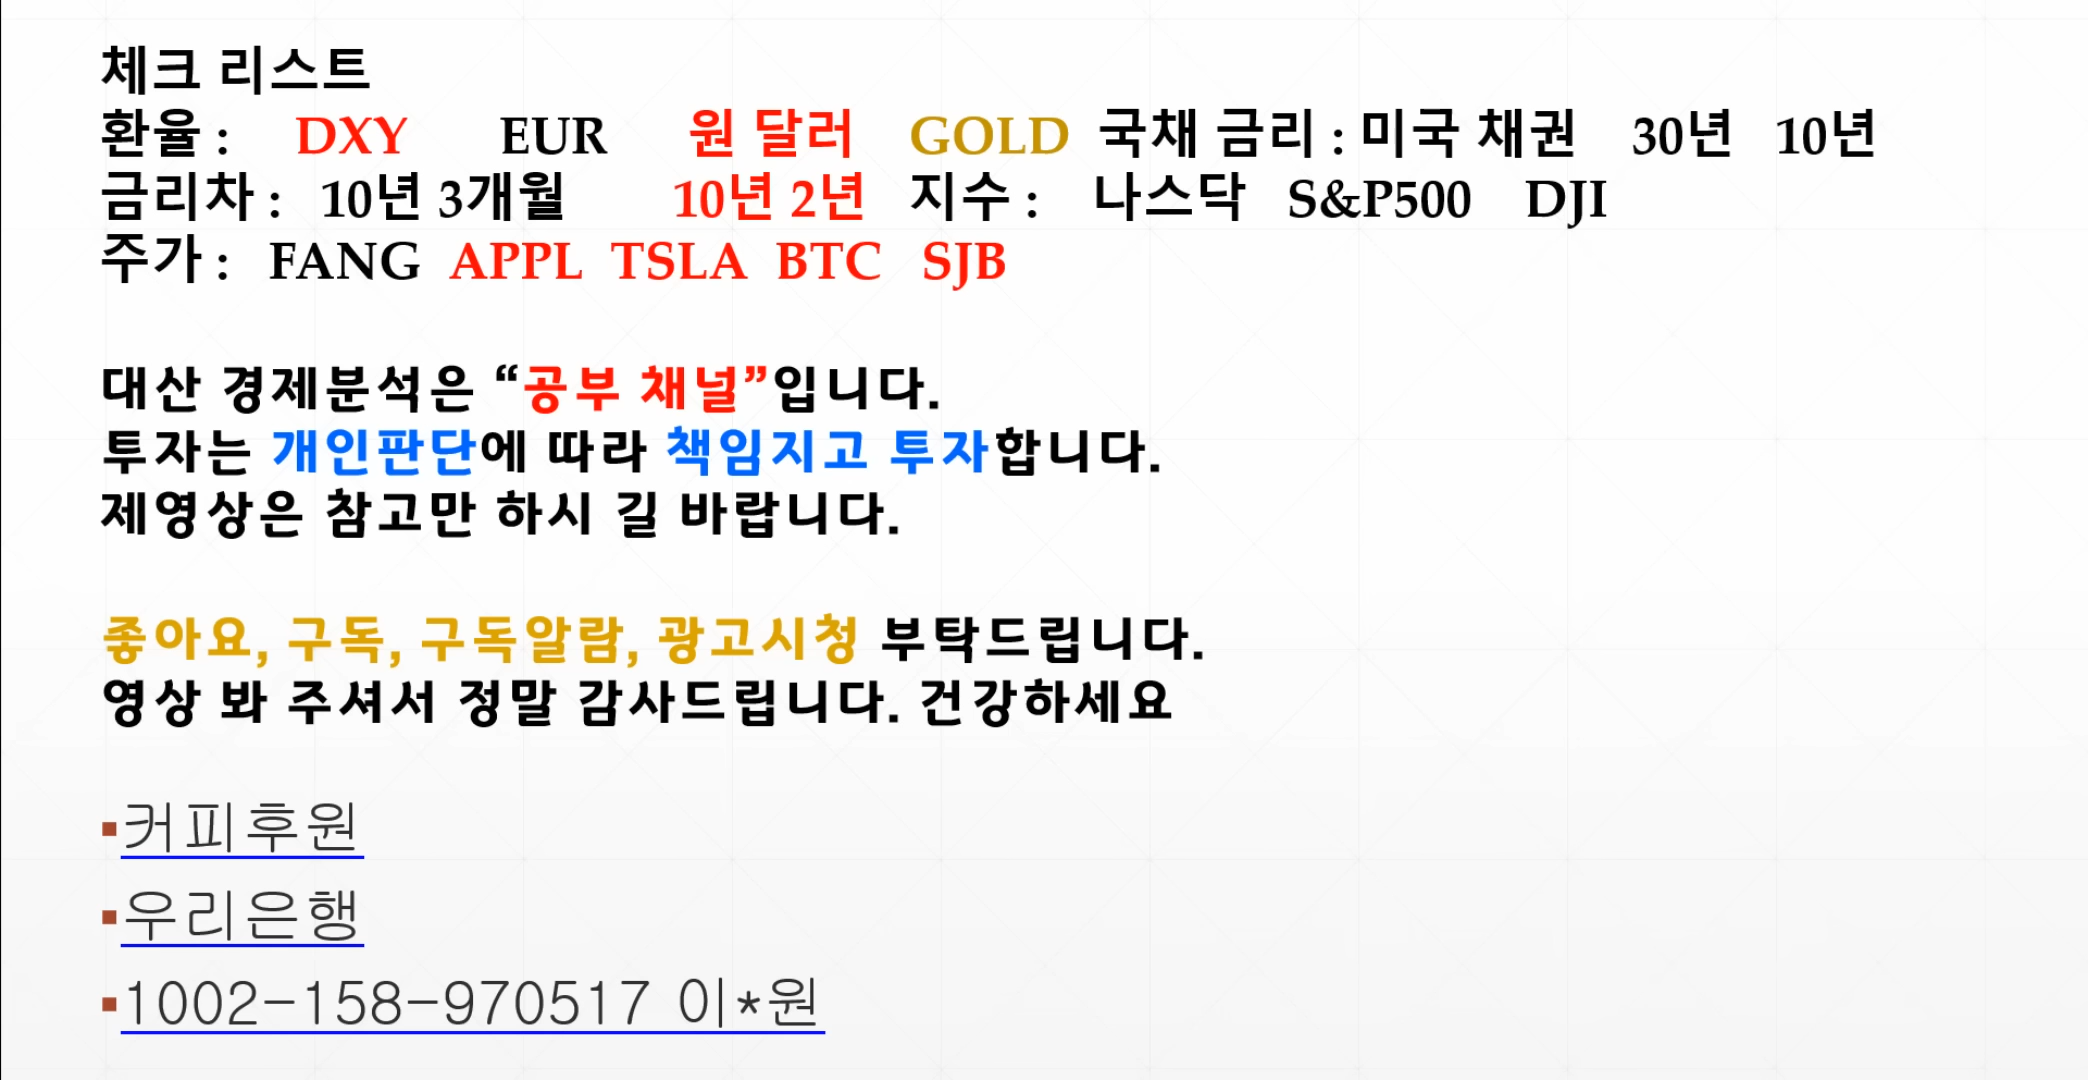 체크 리스트
환율 : DXY EUR 원 달러 GOLD 국채 금리 : 미국 채권 30년 10년
금리차 : 10년 3개월 10년 2년 지수 : 나스닥 S&P500 DJI
주가 : FANG APPL TSLA BTC SJB
대산 경제분석은 “공부 채널”입니다.
투자는 개인판단에 따라 책임지고 투자합니다.
제영상은 참고만 하시 길 바랍니다.
좋아요, 구독, 구독알람, 광고시청 부탁드립니다.
영상 봐 주셔서 정말 감사드립니다. 건강하세요
▪커피후원
▪우리은행
▪1002-158-970517 이*원